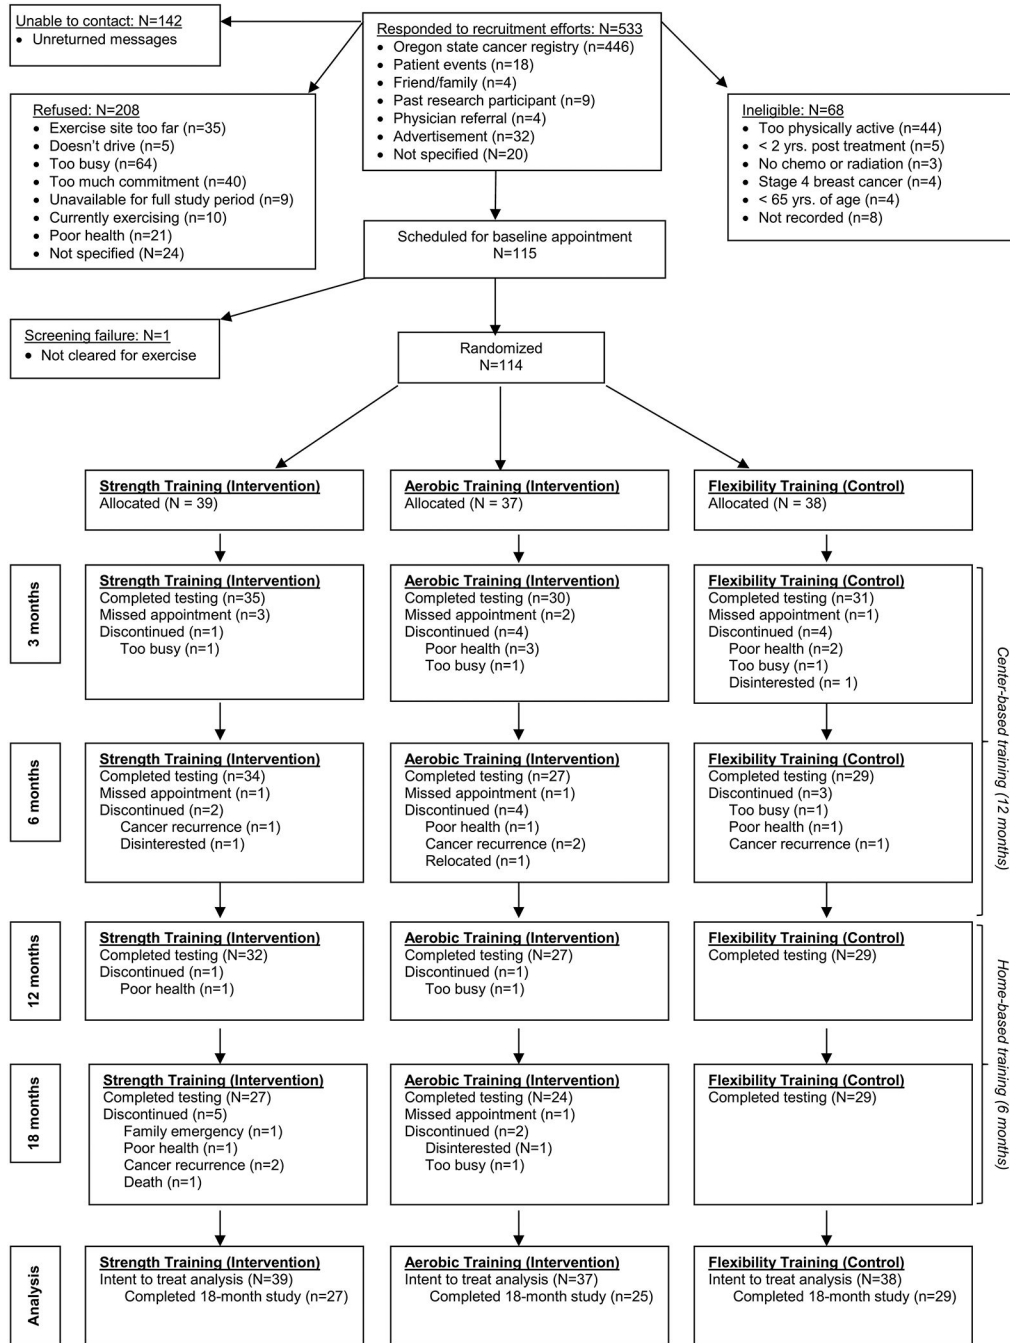 Unable to contact: N=142
• Unreturned messages
Responded to recruitment efforts: N=533
• Oregon state cancer registry (n=446)
• Patient events (n=18)
• Friend/family (n=4)
• Past research participant (n=9)
• Physician referral (n=4)
• Advertisement (n=32)
• Not specified (N=20)
Refused: N=208
• Exercise site too far (n=35)
• Doesn't drive (n=5)
• Too busy (n=64)
• Too much commitment (n=40)
• Unavailable for full study period (n=9)
• Currently exercising (n=10)
• Poor health (n=21)
• Not specified (N=24)
Ineligible: N=68
• Too physically active (n=44)
• < 2 yrs. post treatment (n=5)
• No chemo or radiation (n=3)
• Stage 4 breast cancer (n=4)
• < 65 yrs. of age (n=4)
• Not recorded (n=8)
Scheduled for baseline appointment
N=115
Screening failure: N=1
• Not cleared for exercise
Randomized
N=114
Strength Training (Intervention)
Allocated (N = 39)
Aerobic Training (Intervention)
Allocated (N = 37)
Flexibility Training (Control)
Allocated (N = 38)
3 months
Strength Training (Intervention)
Completed testing (n=35)
Missed appointment (n=3)
Discontinued (n=1)
Too busy (n=1)
Aerobic Training (Intervention)
Completed testing (n=30)
Missed appointment (n=2)
Discontinued (n=4)
Poor health (n=3)
Too busy (n=1)
Flexibility Training (Control)
Completed testing (n=31)
Missed appointment (n=1)
Discontinued (n=4)
Poor health (n=2)
Too busy (n=1)
Disinterested (n= 1)
Center-based training (12 months)
6 months
Strength Training (Intervention)
Completed testing (n=34)
Missed appointment (n=1)
Discontinued (n=2)
Cancer recurrence (n=1)
Disinterested (n=1)
Aerobic Training (Intervention)
Completed testing (n=27)
Missed appointment (n=1)
Discontinued (n=4)
Poor health (n=1)
Cancer recurrence (n=2)
Relocated (n=1)
Flexibility Training (Control)
Completed testing (n=29)
Discontinued (n=3)
Too busy (n=1)
Poor health (n=1)
Cancer recurrence (n=1)
12 months
Strength Training (Intervention)
Completed testing (N=32)
Discontinued (n=1)
Poor health (n=1)
Aerobic Training (Intervention)
Completed testing (N=27)
Discontinued (n=1)
Too busy (n=1)
Flexibility Training (Control)
Completed testing (N=29)
Home-based training (6 months)
18 months
Strength Training (Intervention)
Completed testing (N=27)
Discontinued (n=5)
Family emergency (n=1)
Poor health (n=1)
Cancer recurrence (n=2)
Death (n=1)
Aerobic Training (Intervention)
Completed testing (N=24)
Missed appointment (n=1)
Discontinued (n=2)
Disinterested (N=1)
Too busy (n=1)
Flexibility Training (Control)
Completed testing (N=29)
Analysis
Strength Training (Intervention)
Intent to treat analysis (N=39)
Completed 18-month study (n=27)
Aerobic Training (Intervention)
Intent to treat analysis (N=37)
Completed 18-month study (n=25)
Flexibility Training (Control)
Intent to treat analysis (N=38)
Completed 18-month study (n=29)